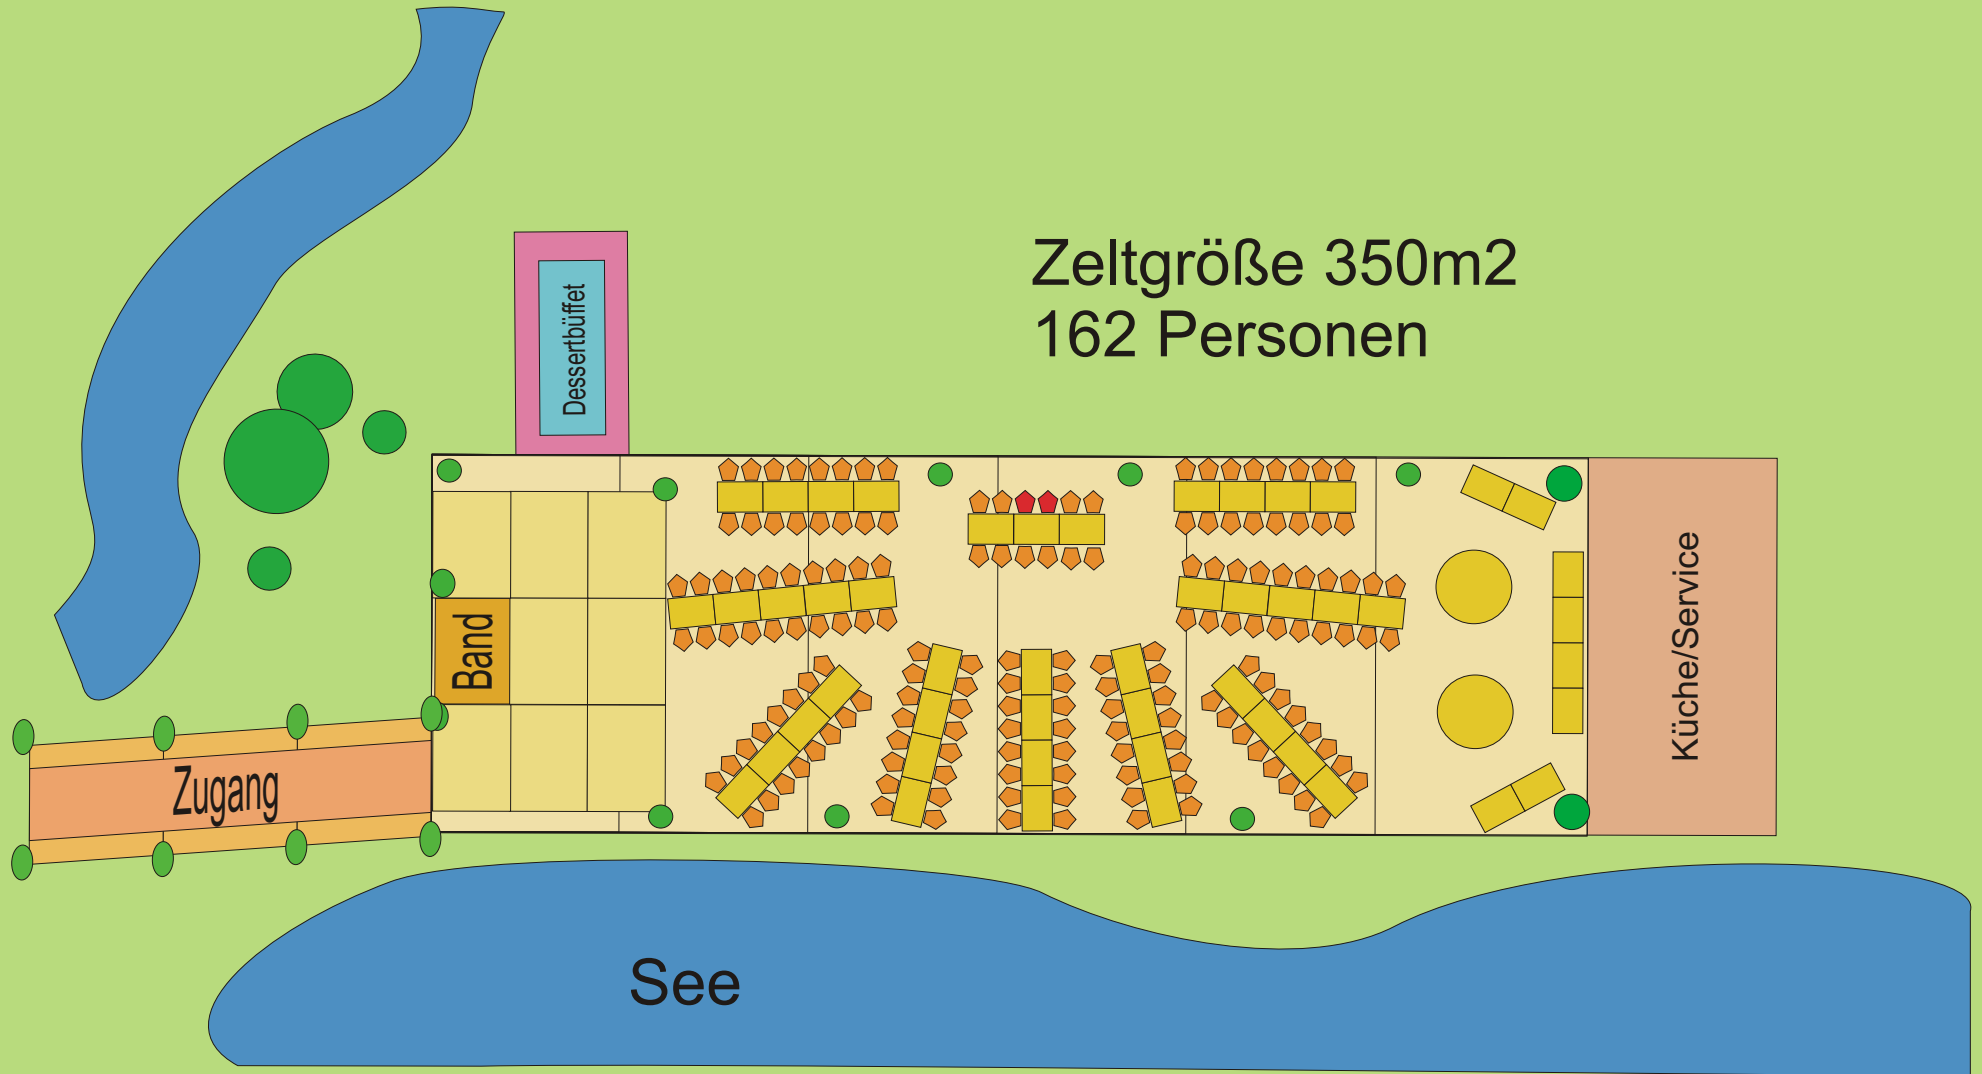 Zeltgröße 350m2
162 Personen
Dessertbüffet
Band
Küche/Service
Zugang
See